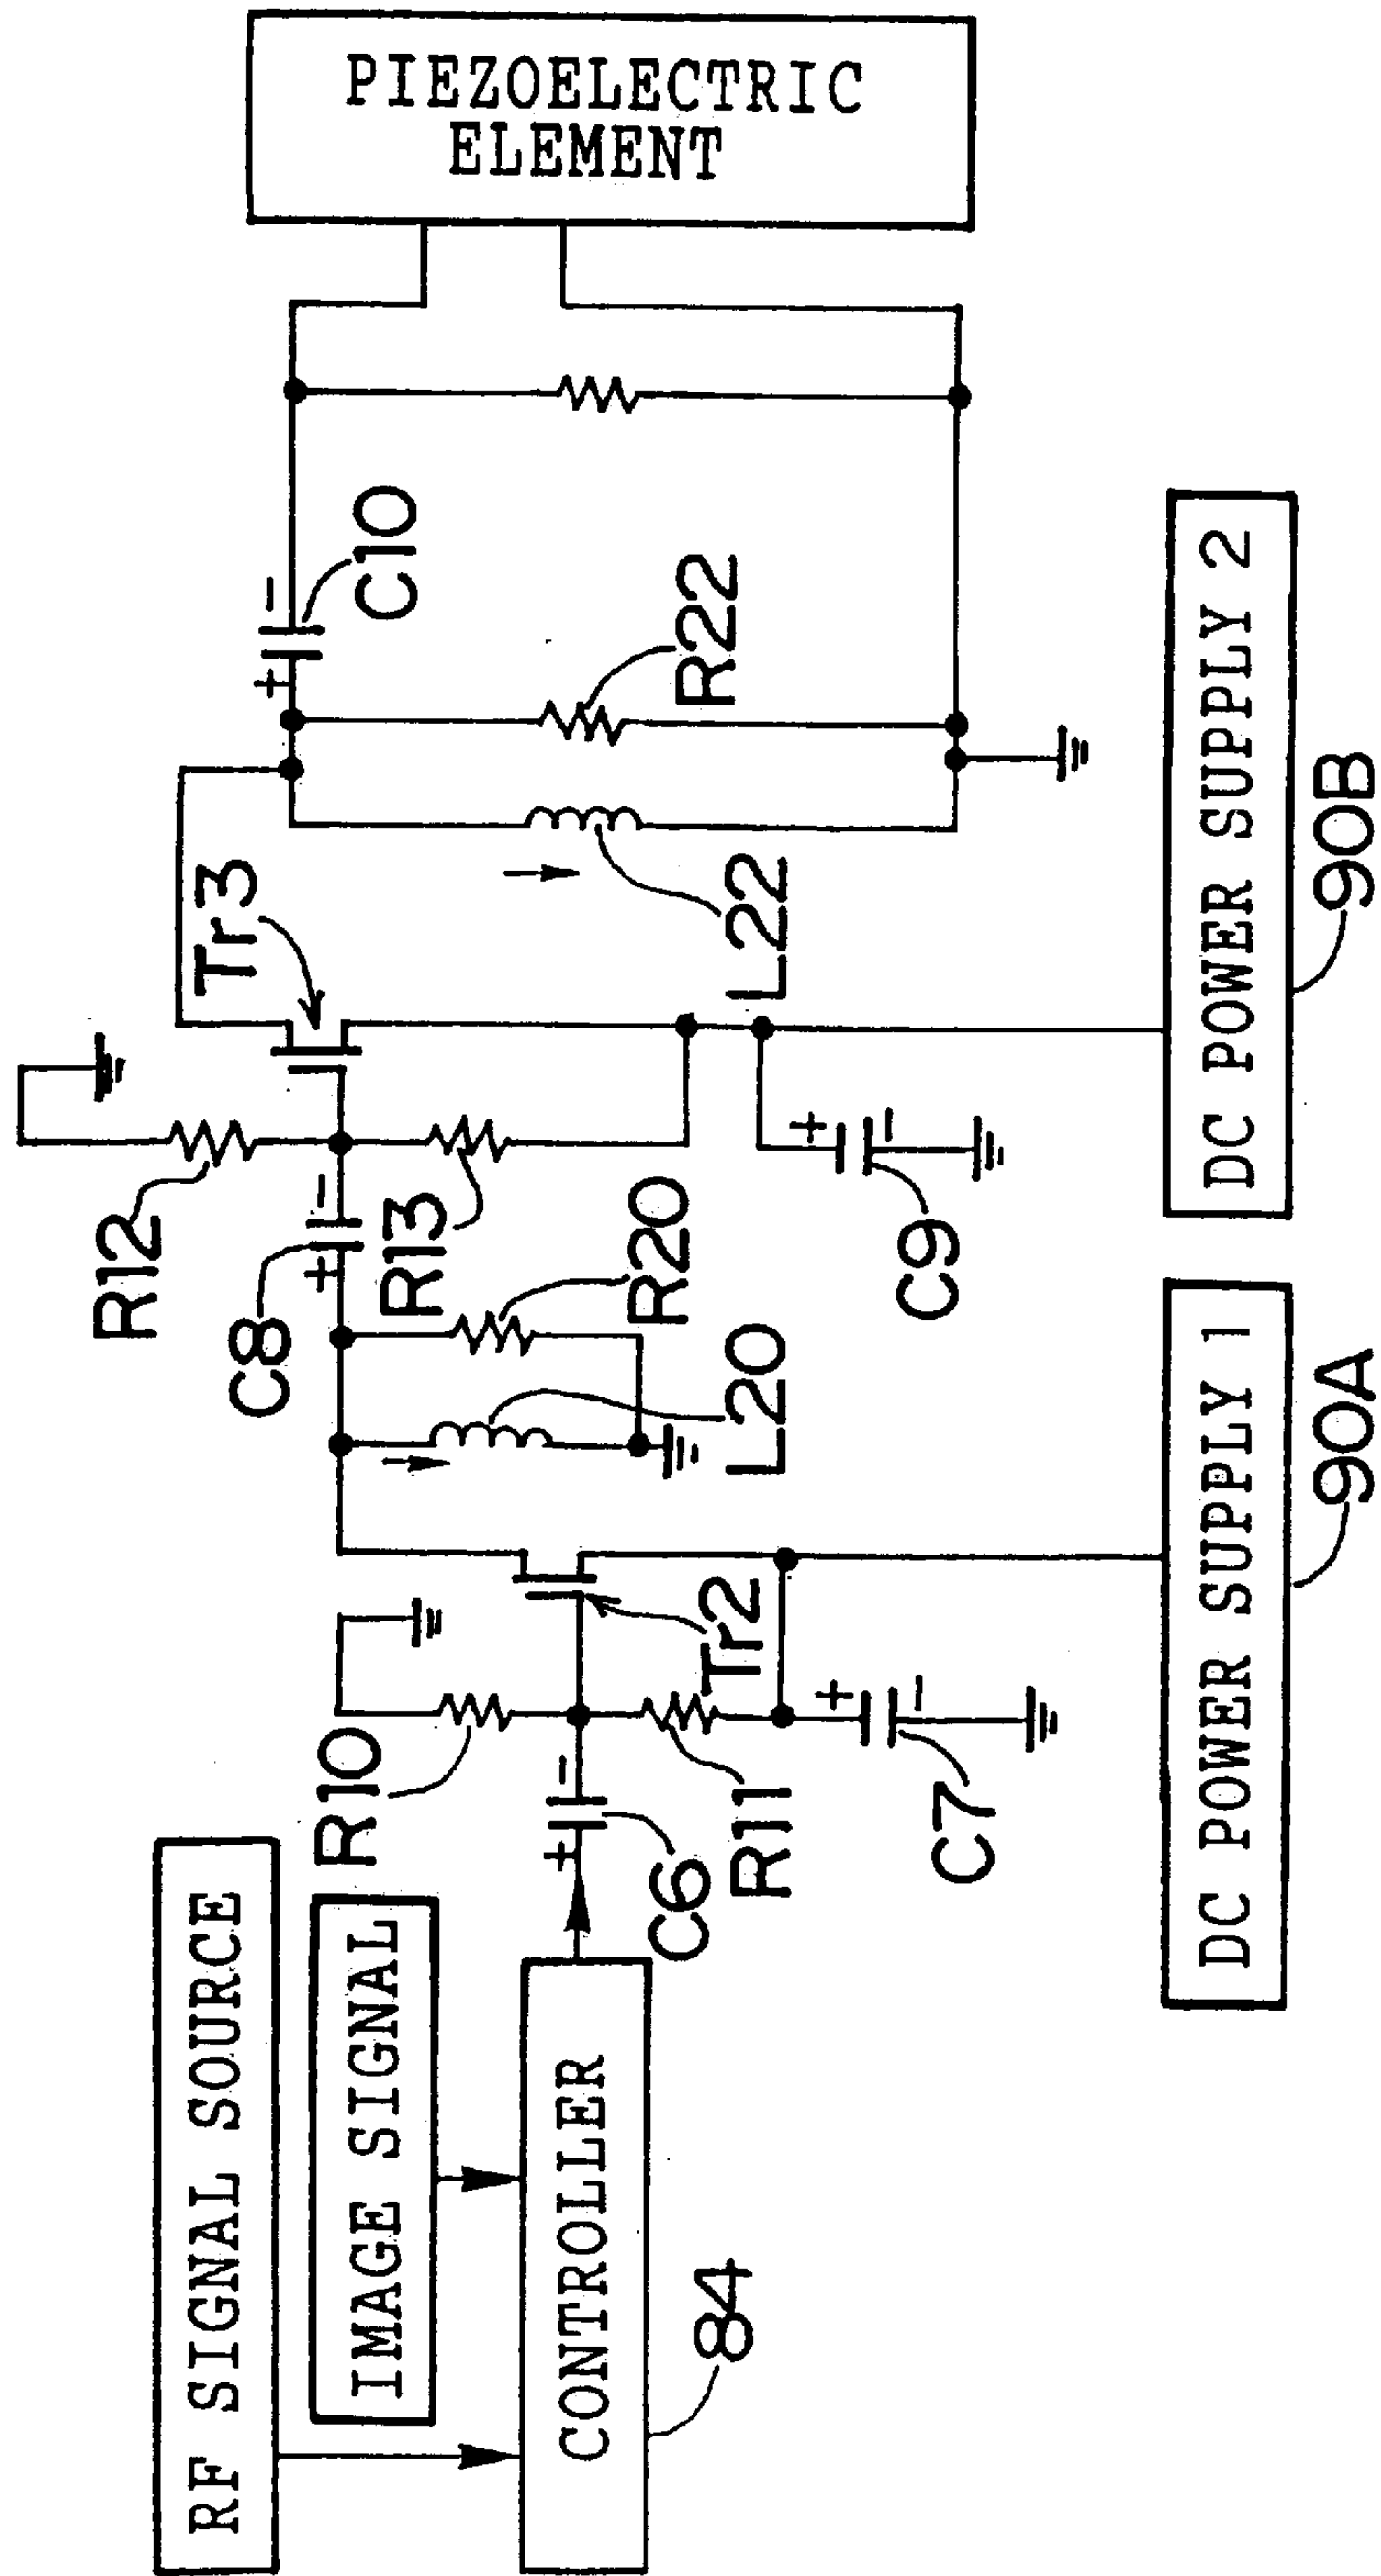 RF SIGNAL SOURCE
IMAGE SIGNAL
CONTROLLER
84
R10
C6
+
−
R11
Tr2
C7
+
−
L20
R20
C8
+
−
R12
R13
Tr3
C9
+
−
L22
R22
C10
+
−
PIEZOELECTRIC
ELEMENT
DC POWER SUPPLY 1
90A
DC POWER SUPPLY 2
90B